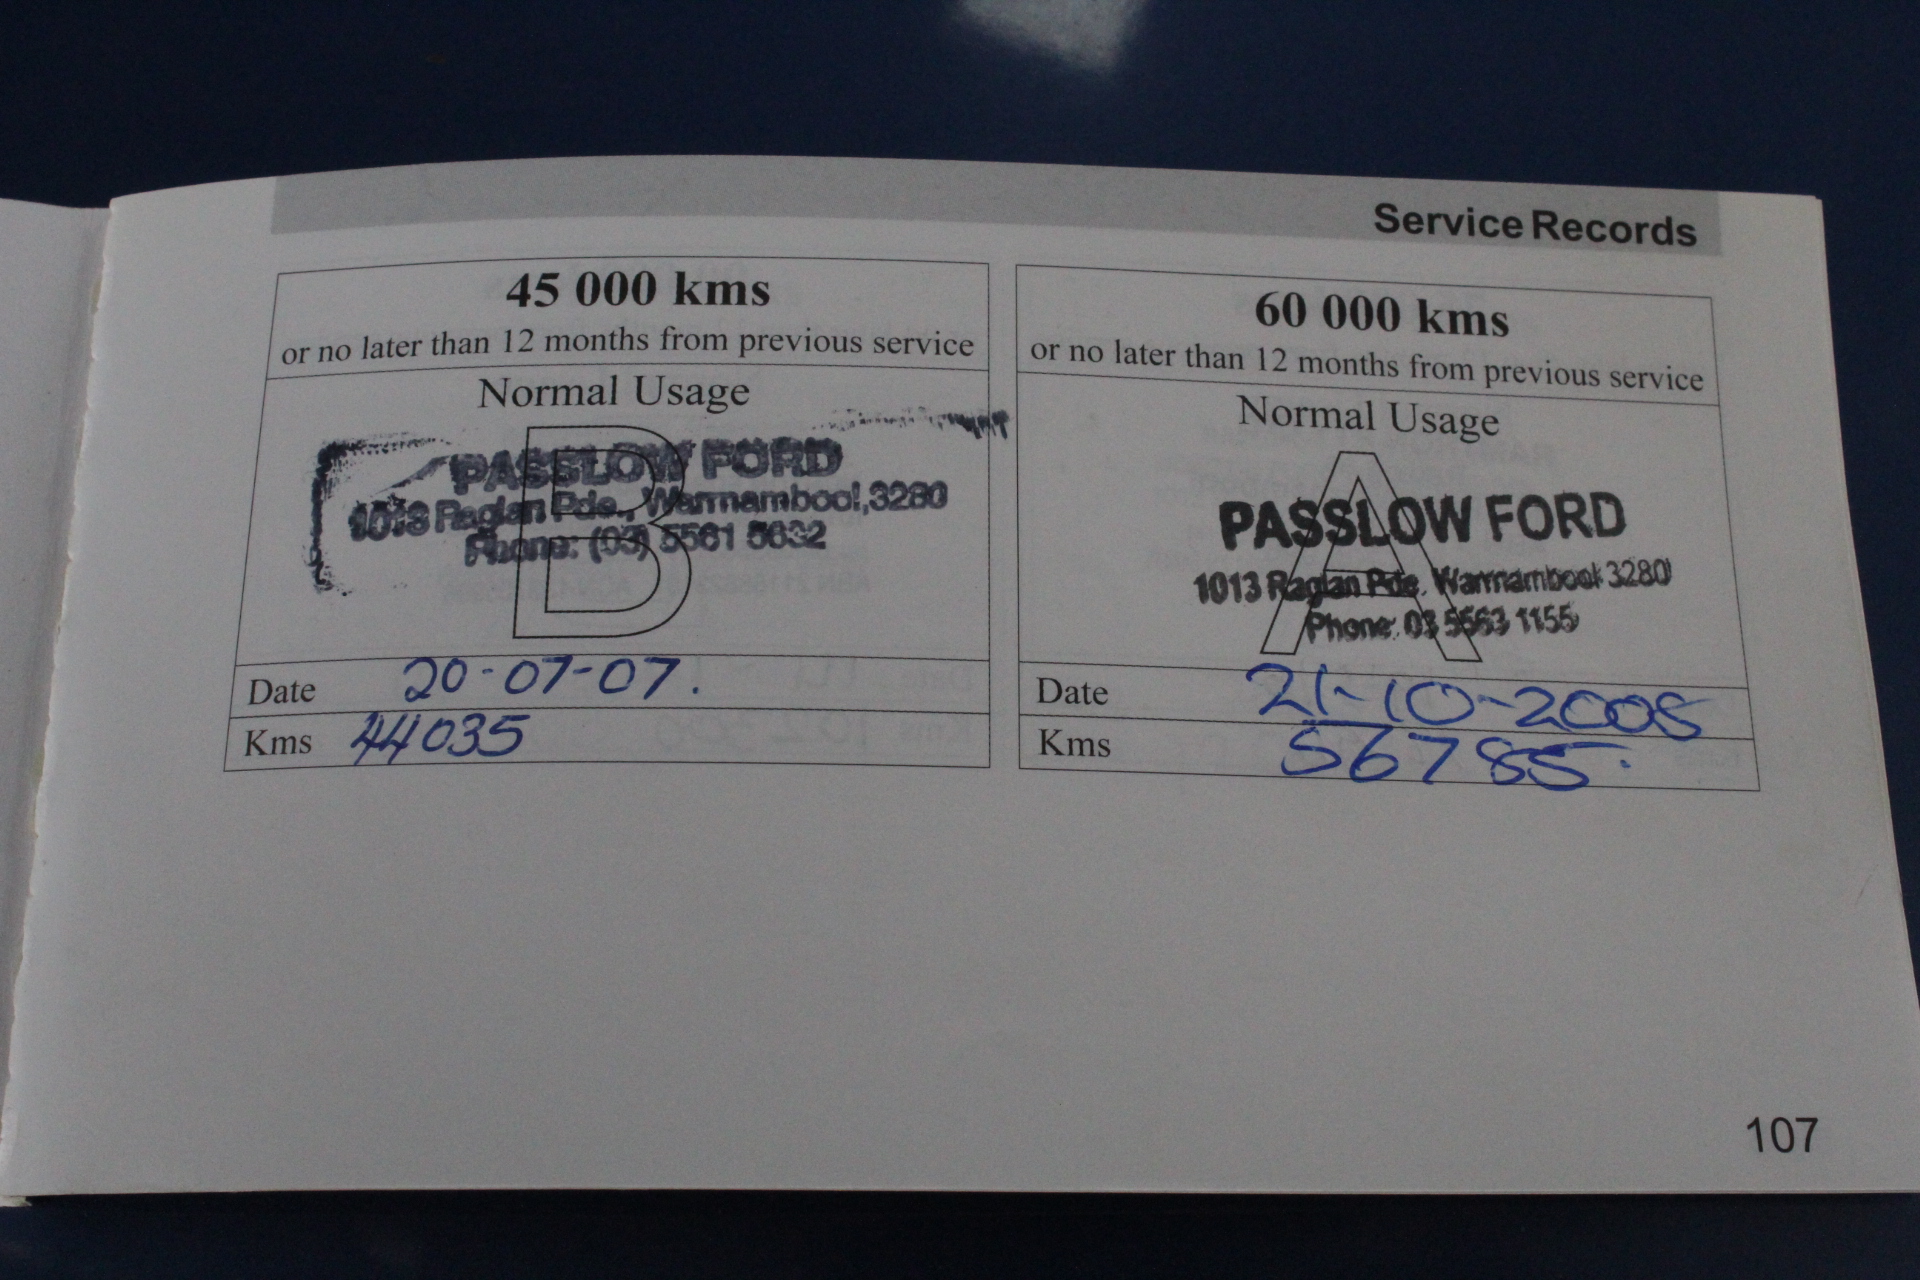 Service Records
45 000 kms
or no later than 12 months from previous service
Normal Usage
B
PASSLOW FORD
1013 Raglan Pde., Warrnambool, 3280
Phone: (03) 5561 5632
Date 20-07-07.
Kms 44035
60 000 kms
or no later than 12 months from previous service
Normal Usage
A
PASSLOW FORD
1013 Raglan Pde. Warrnambool 3280
Phone: 03 5563 1155
Date 21-10-2008
Kms 56785.
107